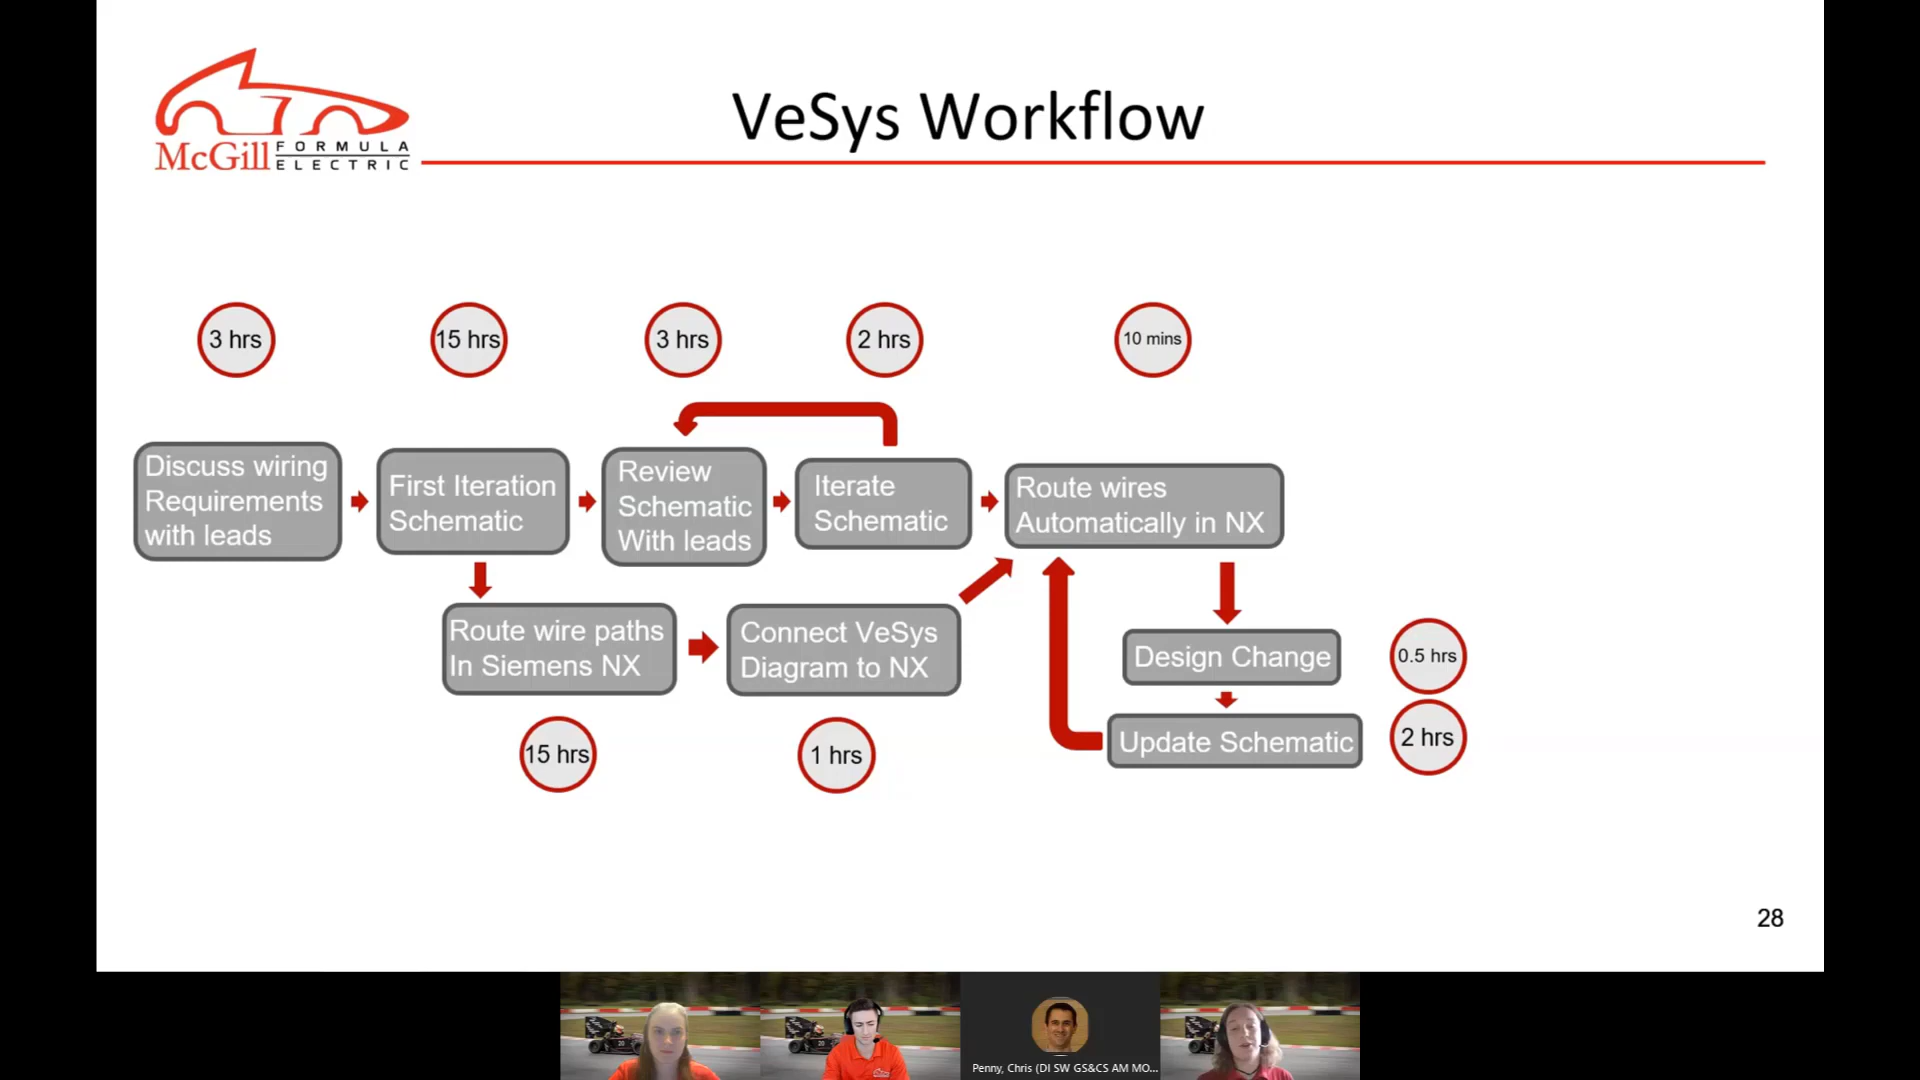 VeSys Workflow
McGill
FORMULA
ELECTRIC
3 hrs
15 hrs
3 hrs
2 hrs
10 mins
Discuss wiring
Requirements
with leads
First Iteration
Schematic
Review
Schematic
With leads
Iterate
Schematic
Route wires
Automatically in NX
Route wire paths
In Siemens NX
Connect VeSys
Diagram to NX
Design Change
0.5 hrs
Update Schematic
2 hrs
15 hrs
1 hrs
28
Penny, Chris (DI SW GS&CS AM MO...